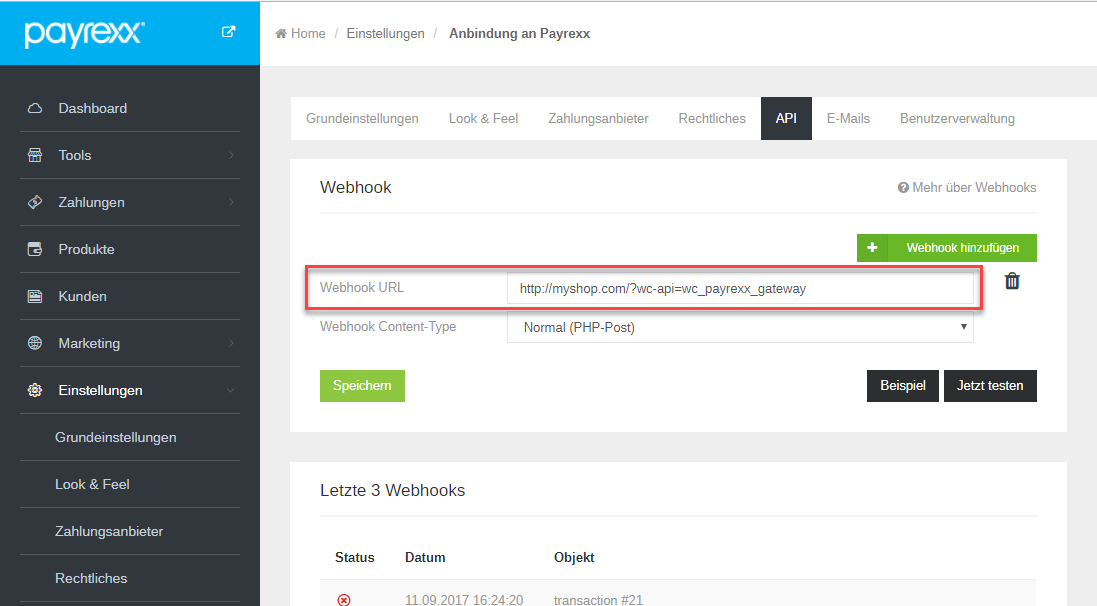 payrexx
Home / Einstellungen / Anbindung an Payrexx
Dashboard
Tools
Zahlungen
Produkte
Kunden
Marketing
Einstellungen
Grundeinstellungen
Look & Feel
Zahlungsanbieter
Rechtliches
Grundeinstellungen Look & Feel Zahlungsanbieter Rechtliches API E-Mails Benutzerverwaltung
Webhook Mehr über Webhooks
Webhook hinzufügen
Webhook URL http://myshop.com/?wc-api=wc_payrexx_gateway
Webhook Content-Type Normal (PHP-Post)
Speichern Beispiel Jetzt testen
Letzte 3 Webhooks
Status Datum Objekt
11.09.2017 16:24:20 transaction #21